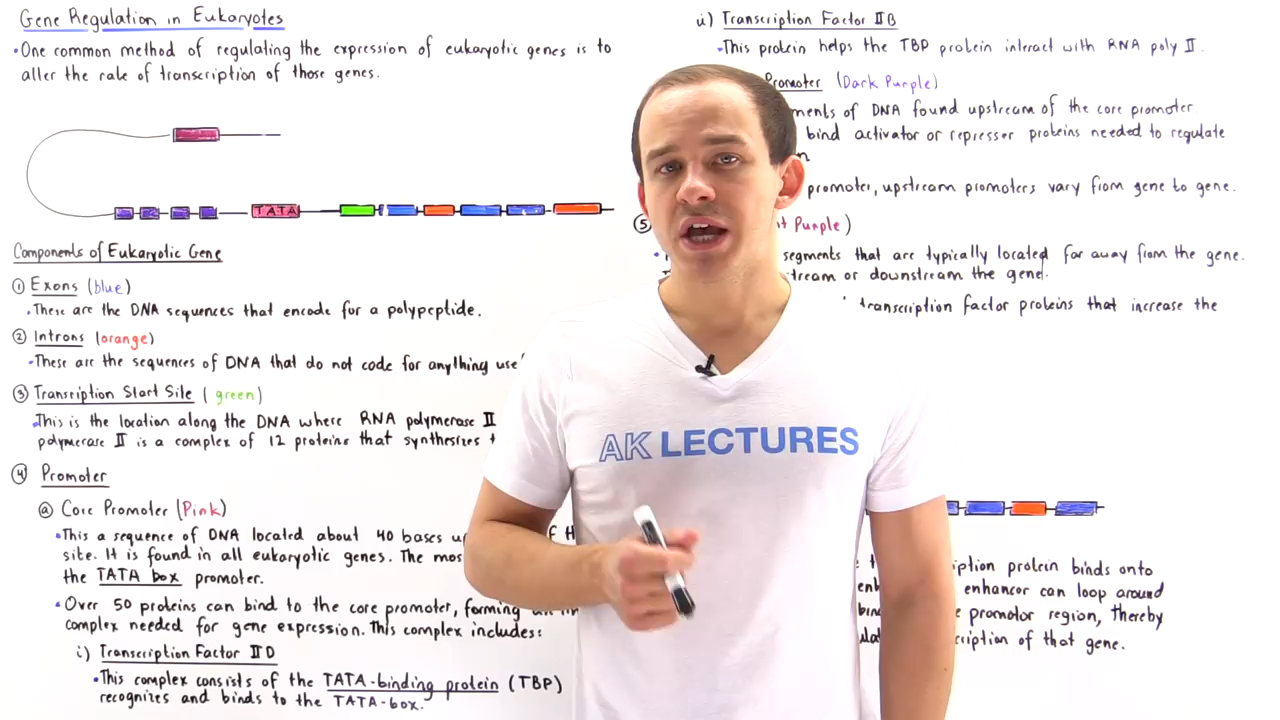 Gene Regulation in Eukaryotes
•One common method of regulating the expression of eukaryotic genes is to
alter the rate of transcription of those genes.
TATA
Components of Eukaryotic Gene
① Exons (blue)
•These are the DNA sequences that encode for a polypeptide.
② Introns (orange)
•These are the sequences of DNA that do not code for anything
③ Transcription Start Site (green)
•This is the location along the DNA where RNA polymerase II
polymerase II is a complex of 12 proteins that synthesizes
④ Promoter
ⓐ Core Promoter (Pink)
•This a sequence of DNA located about 40 bases
site. It is found in all eukaryotic genes. The
the TATA box promoter.
•Over 50 proteins can bind to the core promoter, forming
complex needed for gene expression. This complex includes:
i) Transcription Factor II D
•This complex consists of the TATA-binding protein (TBP)
recognizes and binds to the TATA-box.
ii) Transcription Factor II B
•This protein helps the TBP protein interact with RNA poly II.
Promoter (Dark Purple)
of DNA found upstream of the core promoter
bind activator or represser proteins needed to regulate
promoter, upstream promoters vary from gene to gene.
⑤ Purple)
segments that are typically located far away from the gene.
or downstream the gene.
transcription factor proteins that increase the
AK LECTURES
protein binds onto
enhancor can loop around
promotor region, thereby
of that gene.